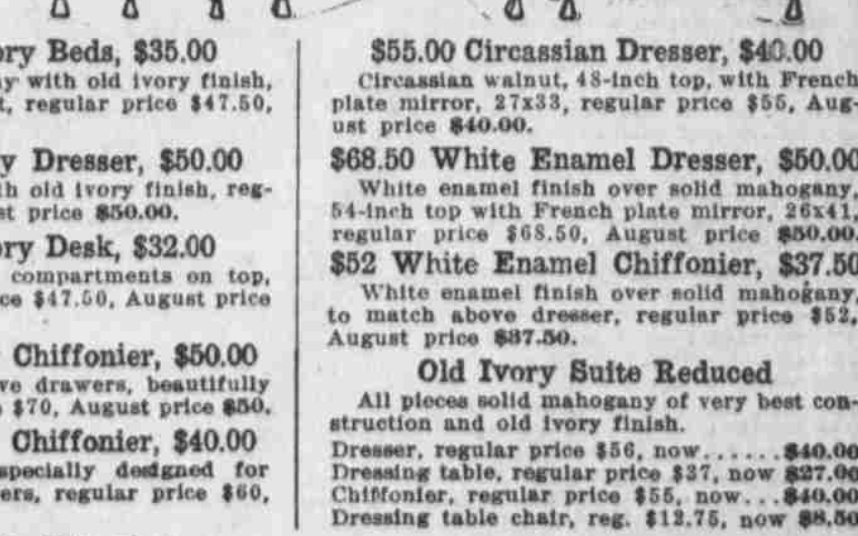 ory Beds, $35.00
y with old ivory finish,
t, regular price $47.50,
y Dresser, $50.00
th old ivory finish, reg-
st price $50.00.
ory Desk, $32.00
compartments on top,
ce $47.50, August price
Chiffonier, $50.00
ve drawers, beautifully
$70, August price $50.
Chiffonier, $40.00
specially designed for
ers, regular price $60,
$55.00 Circassian Dresser, $40.00
Circassian walnut, 48-inch top, with French
plate mirror, 27x33, regular price $55, Aug-
ust price $40.00.
$68.50 White Enamel Dresser, $50.00
White enamel finish over solid mahogany,
54-inch top with French plate mirror, 26x41,
regular price $68.50, August price $50.00.
$52 White Enamel Chiffonier, $37.50
White enamel finish over solid mahogany,
to match above dresser, regular price $52,
August price $37.50.
Old Ivory Suite Reduced
All pieces solid mahogany of very best con-
struction and old ivory finish.
Dresser, regular price $56, now......$40.00
Dressing table, regular price $37, now $27.00
Chiffonier, regular price $55, now...$40.00
Dressing table chair, reg. $12.75, now $8.50